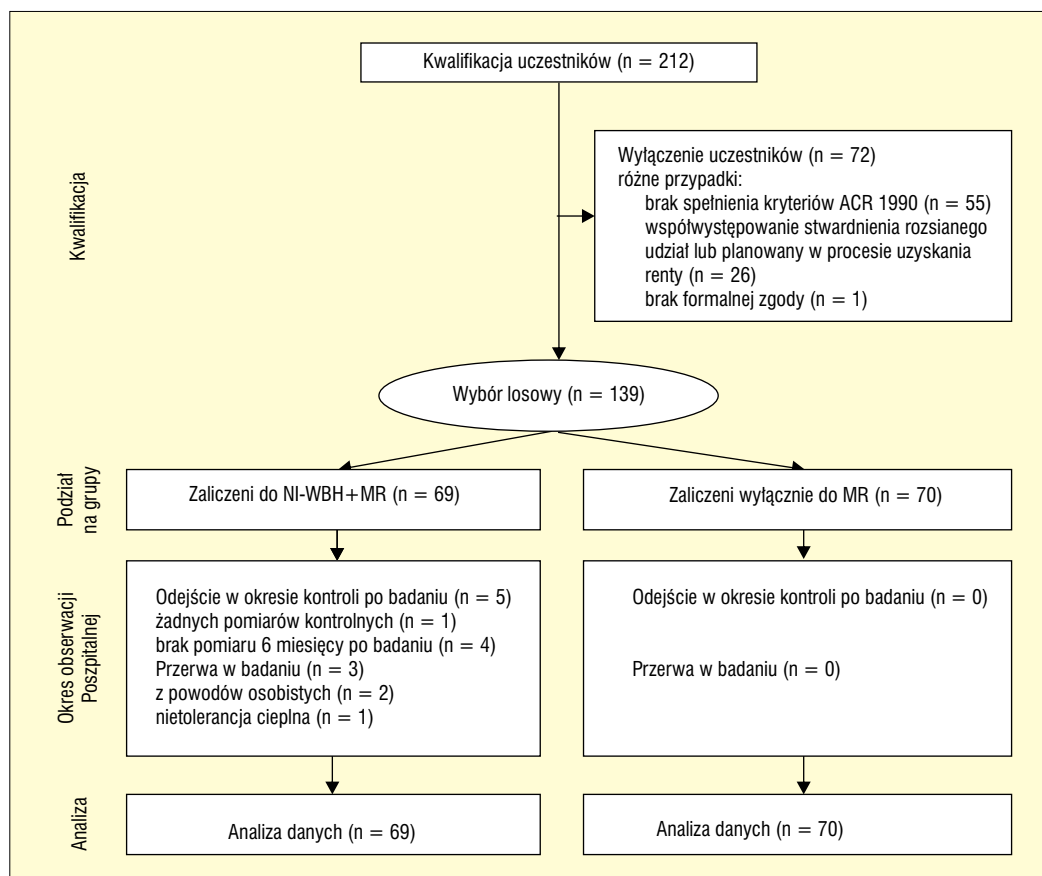 Kwalifikacja uczestników (n = 212)
Kwalifikacja
Wyłączenie uczestników (n = 72)
różne przypadki:
brak spełnienia kryteriów ACR 1990 (n = 55)
współwystępowanie stwardnienia rozsianego
udział lub planowany w procesie uzyskania
renty (n = 26)
brak formalnej zgody (n = 1)
Wybór losowy (n = 139)
Podział
na grupy
Zaliczeni do NI-WBH+MR (n = 69)
Zaliczeni wyłącznie do MR (n = 70)
Okres obserwacji
Poszpitalnej
Odejście w okresie kontroli po badaniu (n = 5)
żadnych pomiarów kontrolnych (n = 1)
brak pomiaru 6 miesięcy po badaniu (n = 4)
Przerwa w badaniu (n = 3)
z powodów osobistych (n = 2)
nietolerancja cieplna (n = 1)
Odejście w okresie kontroli po badaniu (n = 0)
Przerwa w badaniu (n = 0)
Analiza
Analiza danych (n = 69)
Analiza danych (n = 70)